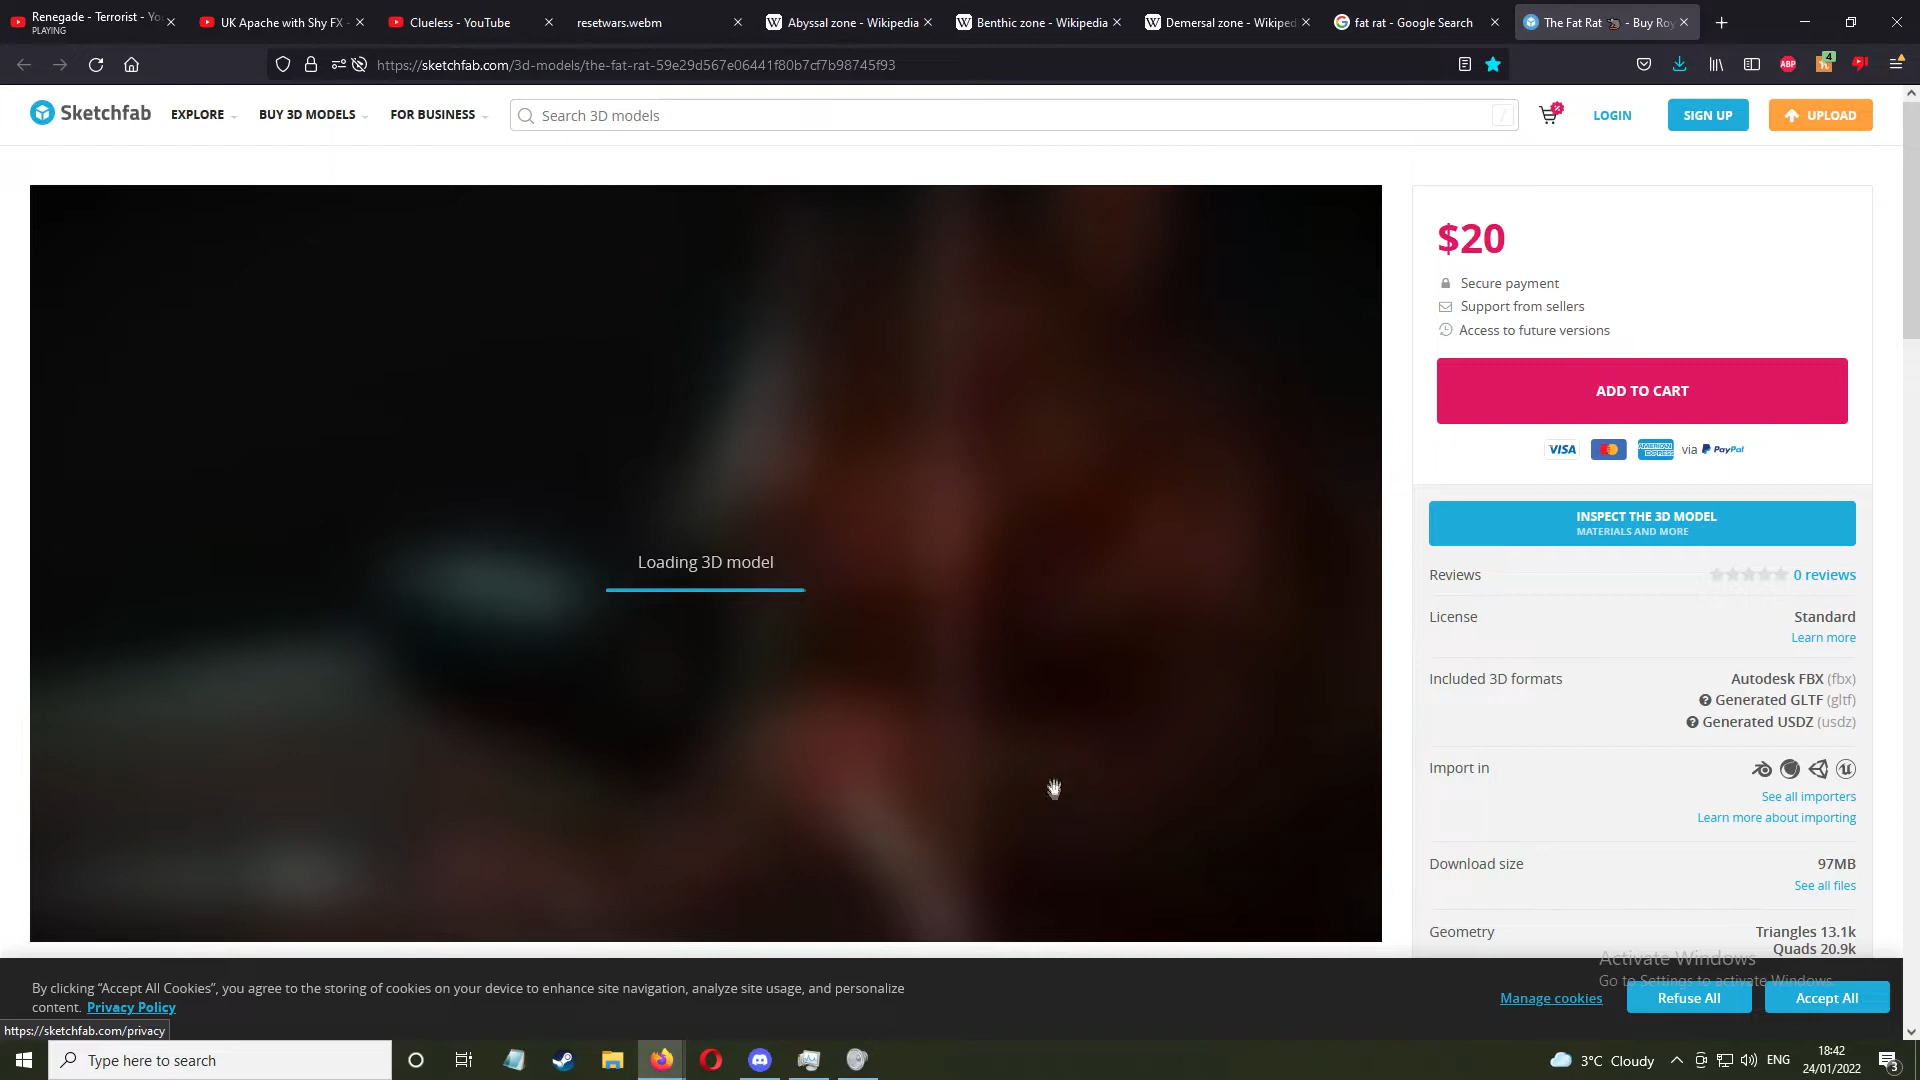 Renegade - Terrorist - Yo
PLAYING
UK Apache with Shy FX -
Clueless - YouTube
resetwars.webm
Abyssal zone - Wikipedia
Benthic zone - Wikipedia
Demersal zone - Wikiped
fat rat - Google Search
The Fat Rat - Buy Roy
https://sketchfab.com/3d-models/the-fat-rat-59e29d567e06441f80b7cf7b98745f93
ABP
4
Sketchfab
EXPLORE
BUY 3D MODELS
FOR BUSINESS
Search 3D models
/
%
LOGIN
SIGN UP
UPLOAD
$20
Secure payment
Support from sellers
Access to future versions
ADD TO CART
VISA
AMERICAN EXPRESS
via PayPal
Loading 3D model
INSPECT THE 3D MODEL
MATERIALS AND MORE
Reviews
0 reviews
License
Standard
Learn more
Included 3D formats
Autodesk FBX (fbx)
Generated GLTF (gltf)
Generated USDZ (usdz)
Import in
See all importers
Learn more about importing
Download size
97MB
See all files
Geometry
Triangles 13.1k
Quads 20.9k
Activate Windows
Go to Settings to activate Windows.
By clicking “Accept All Cookies”, you agree to the storing of cookies on your device to enhance site navigation, analyze site usage, and personalize
content. Privacy Policy
Manage cookies
Refuse All
Accept All
https://sketchfab.com/privacy
Type here to search
3°C Cloudy
ENG
18:42
24/01/2022
3